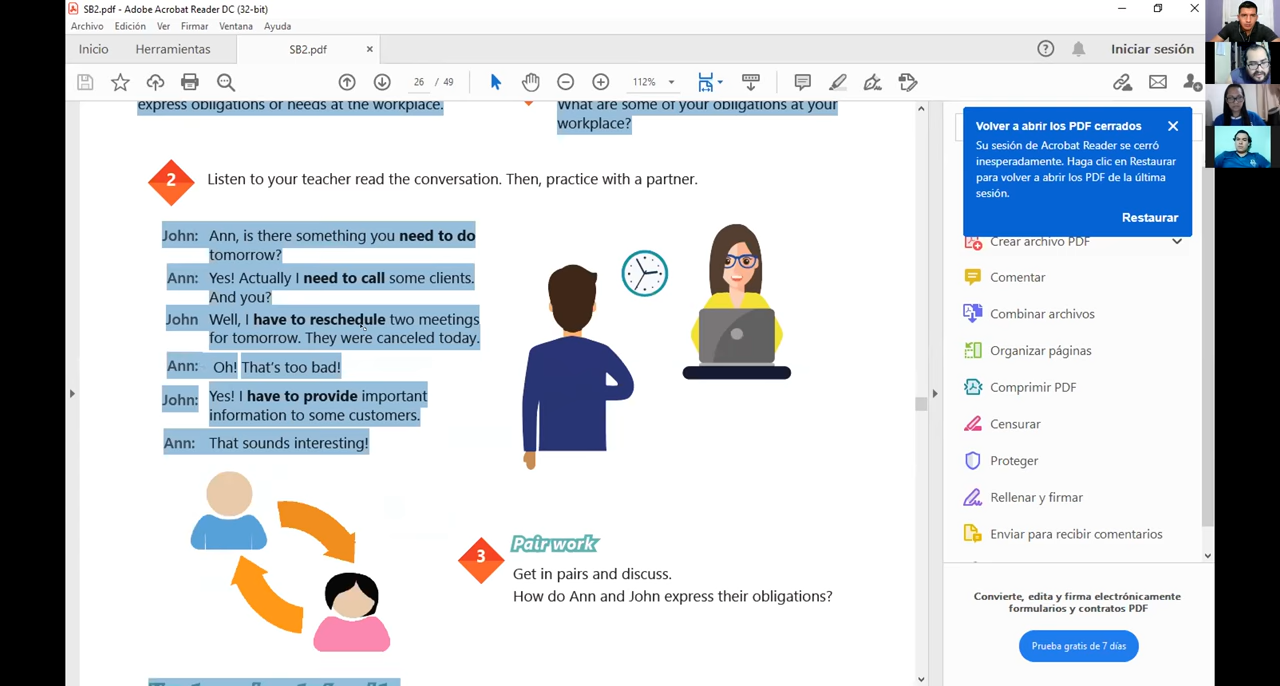 SB2.pdf - Adobe Acrobat Reader DC (32-bit)
Archivo Edición Ver Firmar Ventana Ayuda
Inicio Herramientas SB2.pdf × Iniciar sesión
26 / 49 112%
express obligations or needs at the workplace.
What are some of your obligations at your
workplace?
2 Listen to your teacher read the conversation. Then, practice with a partner.
John: Ann, is there something you need to do
tomorrow?
Ann: Yes! Actually I need to call some clients.
And you?
John Well, I have to reschedule two meetings
for tomorrow. They were canceled today.
Ann: Oh! That's too bad!
John: Yes! I have to provide important
information to some customers.
Ann: That sounds interesting!
3 Pair work
Get in pairs and discuss.
How do Ann and John express their obligations?
Volver a abrir los PDF cerrados
Su sesión de Acrobat Reader se cerró
inesperadamente. Haga clic en Restaurar
para volver a abrir los PDF de la última
sesión.
Restaurar
Crear archivo PDF
Comentar
Combinar archivos
Organizar páginas
Comprimir PDF
Censurar
Proteger
Rellenar y firmar
Enviar para recibir comentarios
Convierte, edita y firma electrónicamente
formularios y contratos PDF
Prueba gratis de 7 días